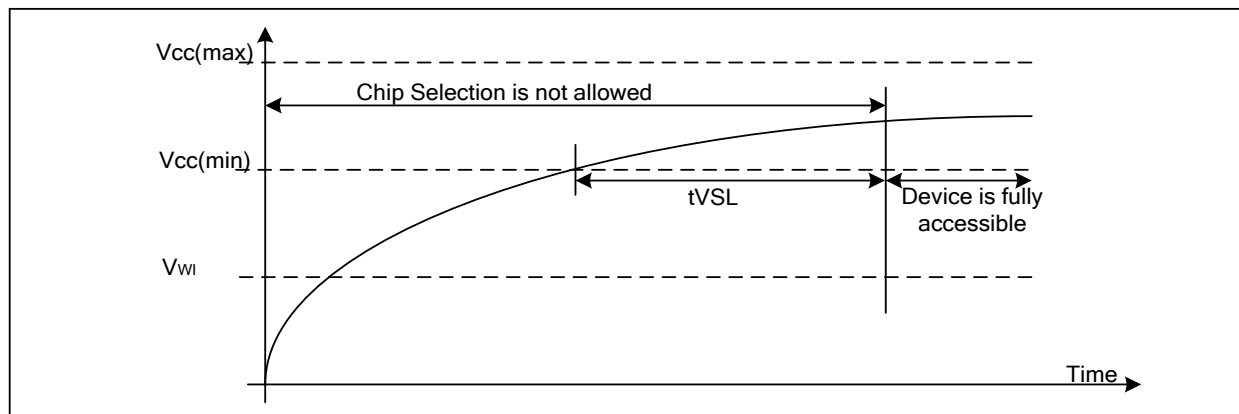 Vcc(max)
Chip Selection is not allowed
Vcc(min)
tVSL
Device is fully
accessible
VWI
Time